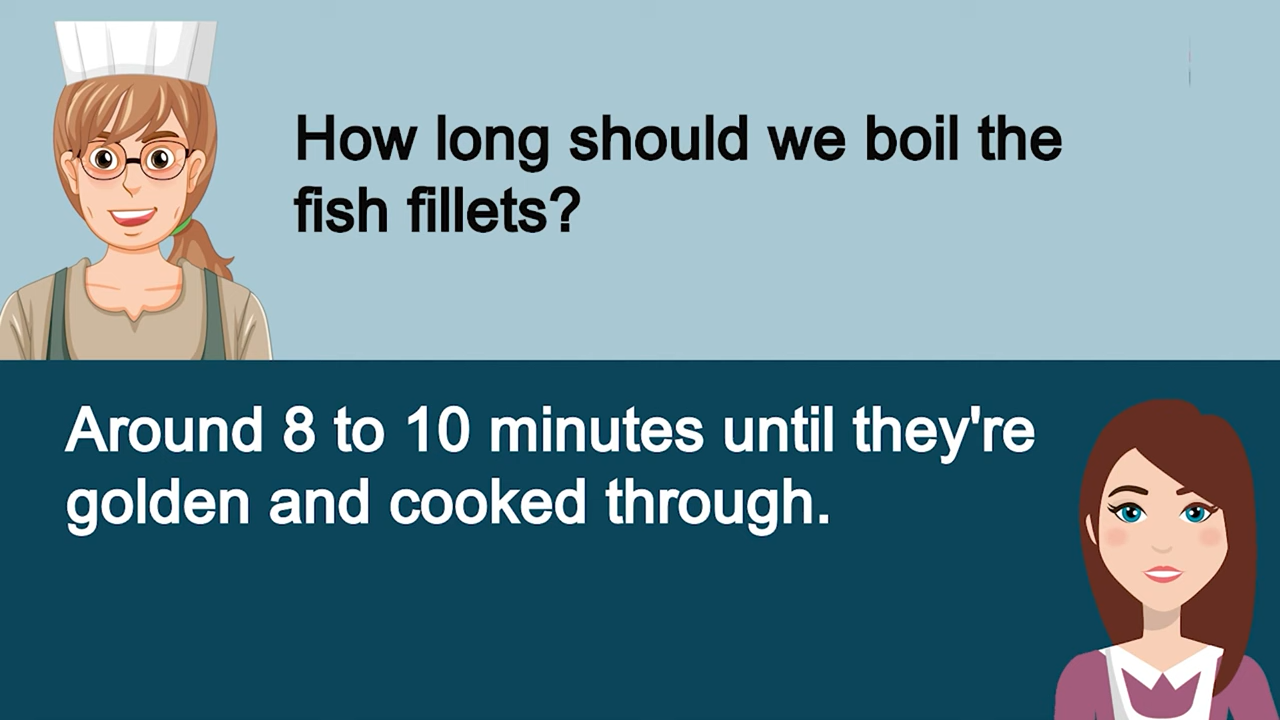 How long should we boil the
fish fillets?
Around 8 to 10 minutes until they're
golden and cooked through.